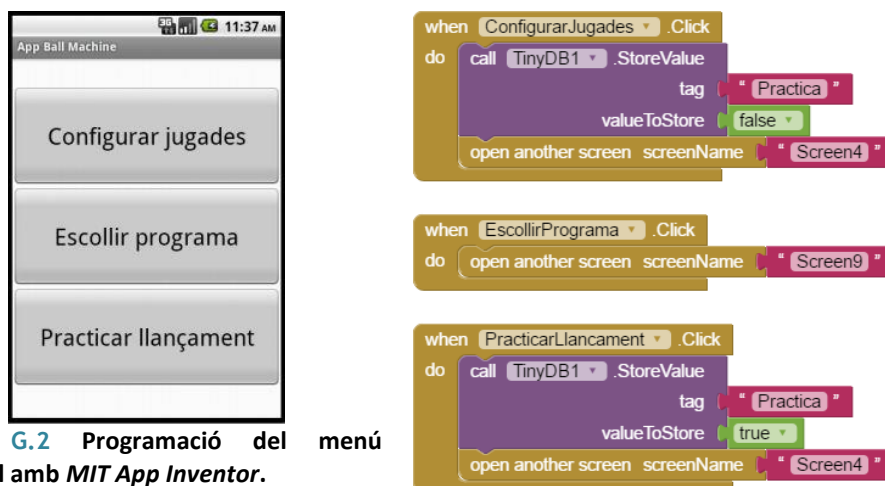 3G 11:37 AM
App Ball Machine
Configurar jugades
Escollir programa
Practicar llançament
G.2 Programació del menú
l amb MIT App Inventor.
when ConfigurarJugades .Click
do call TinyDB1 .StoreValue
tag " Practica "
valueToStore false
open another screen screenName " Screen4 "
when EscollirPrograma .Click
do open another screen screenName " Screen9 "
when PracticarLlancament .Click
do call TinyDB1 .StoreValue
tag " Practica "
valueToStore true
open another screen screenName " Screen4 "